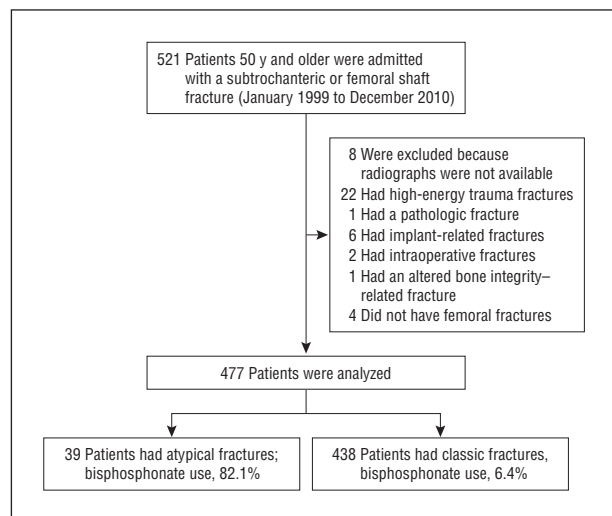 521 Patients 50 y and older were admitted
with a subtrochanteric or femoral shaft
fracture (January 1999 to December 2010)
8 Were excluded because
radiographs were not available
22 Had high-energy trauma fractures
1 Had a pathologic fracture
6 Had implant-related fractures
2 Had intraoperative fractures
1 Had an altered bone integrity–
related fracture
4 Did not have femoral fractures
477 Patients were analyzed
39 Patients had atypical fractures;
bisphosphonate use, 82.1%
438 Patients had classic fractures,
bisphosphonate use, 6.4%